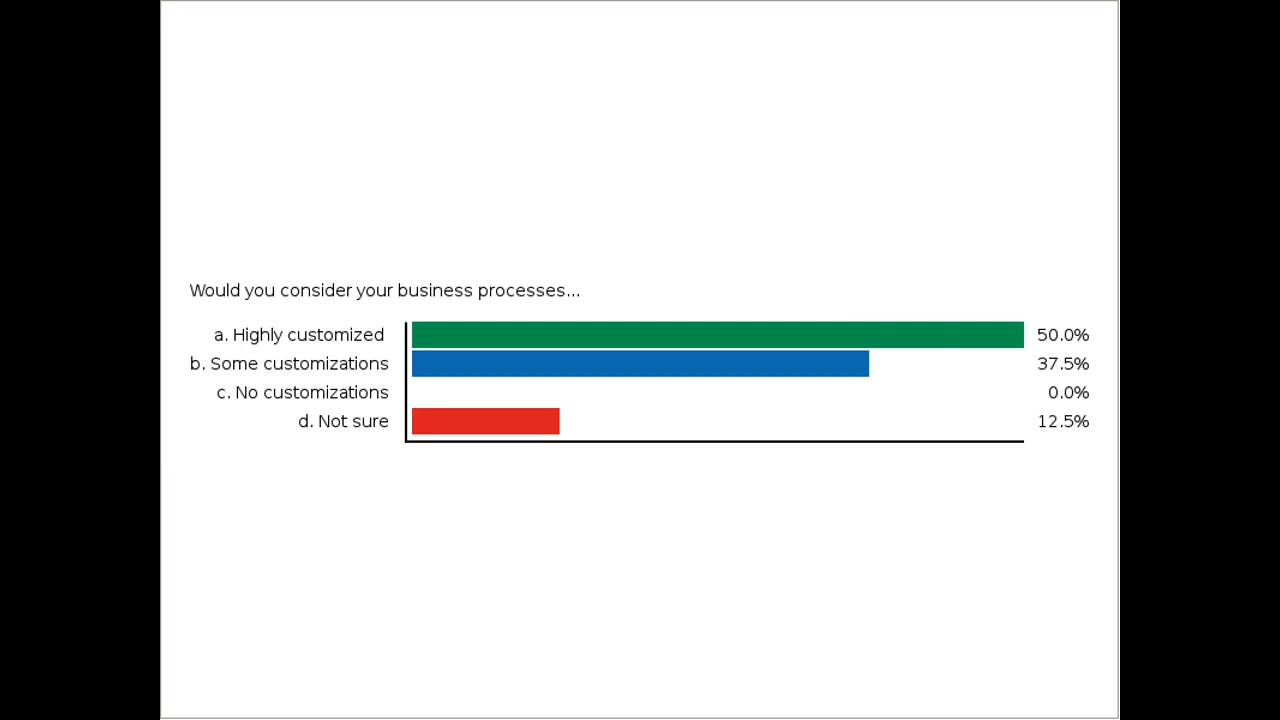 Would you consider your business processes...
a. Highly customized 50.0%
b. Some customizations 37.5%
c. No customizations 0.0%
d. Not sure 12.5%